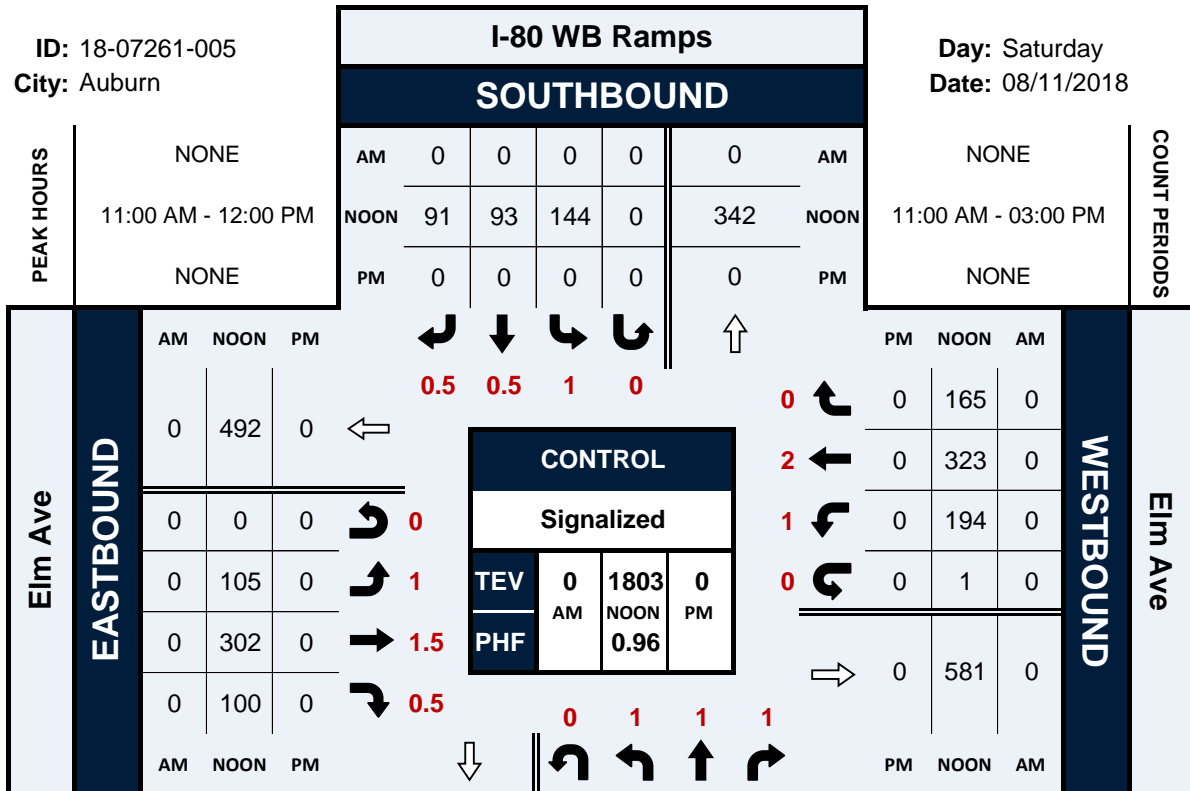 I-80 WB Ramps
ID: 18-07261-005
Day: Saturday
City: Auburn
Date: 08/11/2018
SOUTHBOUND
PEAK HOURS
NONE
AM 0 0 0 0 0 AM
NONE
COUNT PERIODS
11:00 AM - 12:00 PM
NOON 91 93 144 0 342 NOON
11:00 AM - 03:00 PM
NONE
PM 0 0 0 0 0 PM
NONE
AM NOON PM
PM NOON AM
0.5 0.5 1 0
0 0 165 0
0 492 0
CONTROL
2 0 323 0
Elm Ave
EASTBOUND
WESTBOUND
Elm Ave
0 0 0 0
Signalized
1 0 194 0
0 105 0 1
TEV 0 1803 0
AM NOON PM
0 0 1 0
0 302 0 1.5
PHF 0.96
0 581 0
0 100 0 0.5
0 1 1 1
AM NOON PM
PM NOON AM